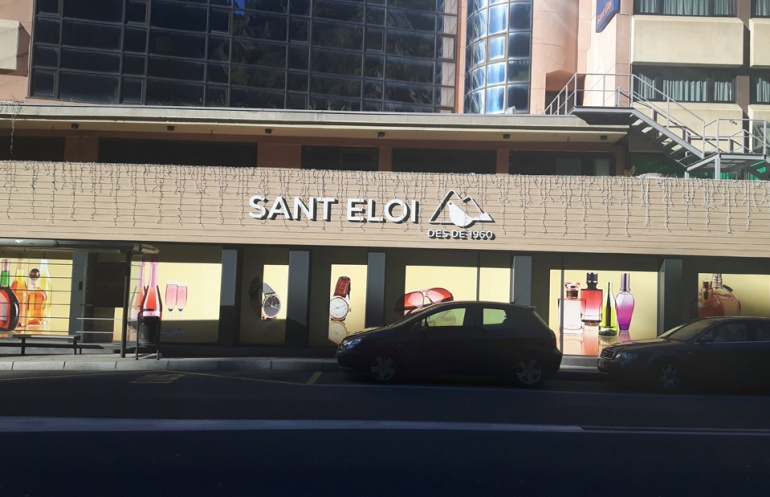 SANT ELOI
DES DE 1960